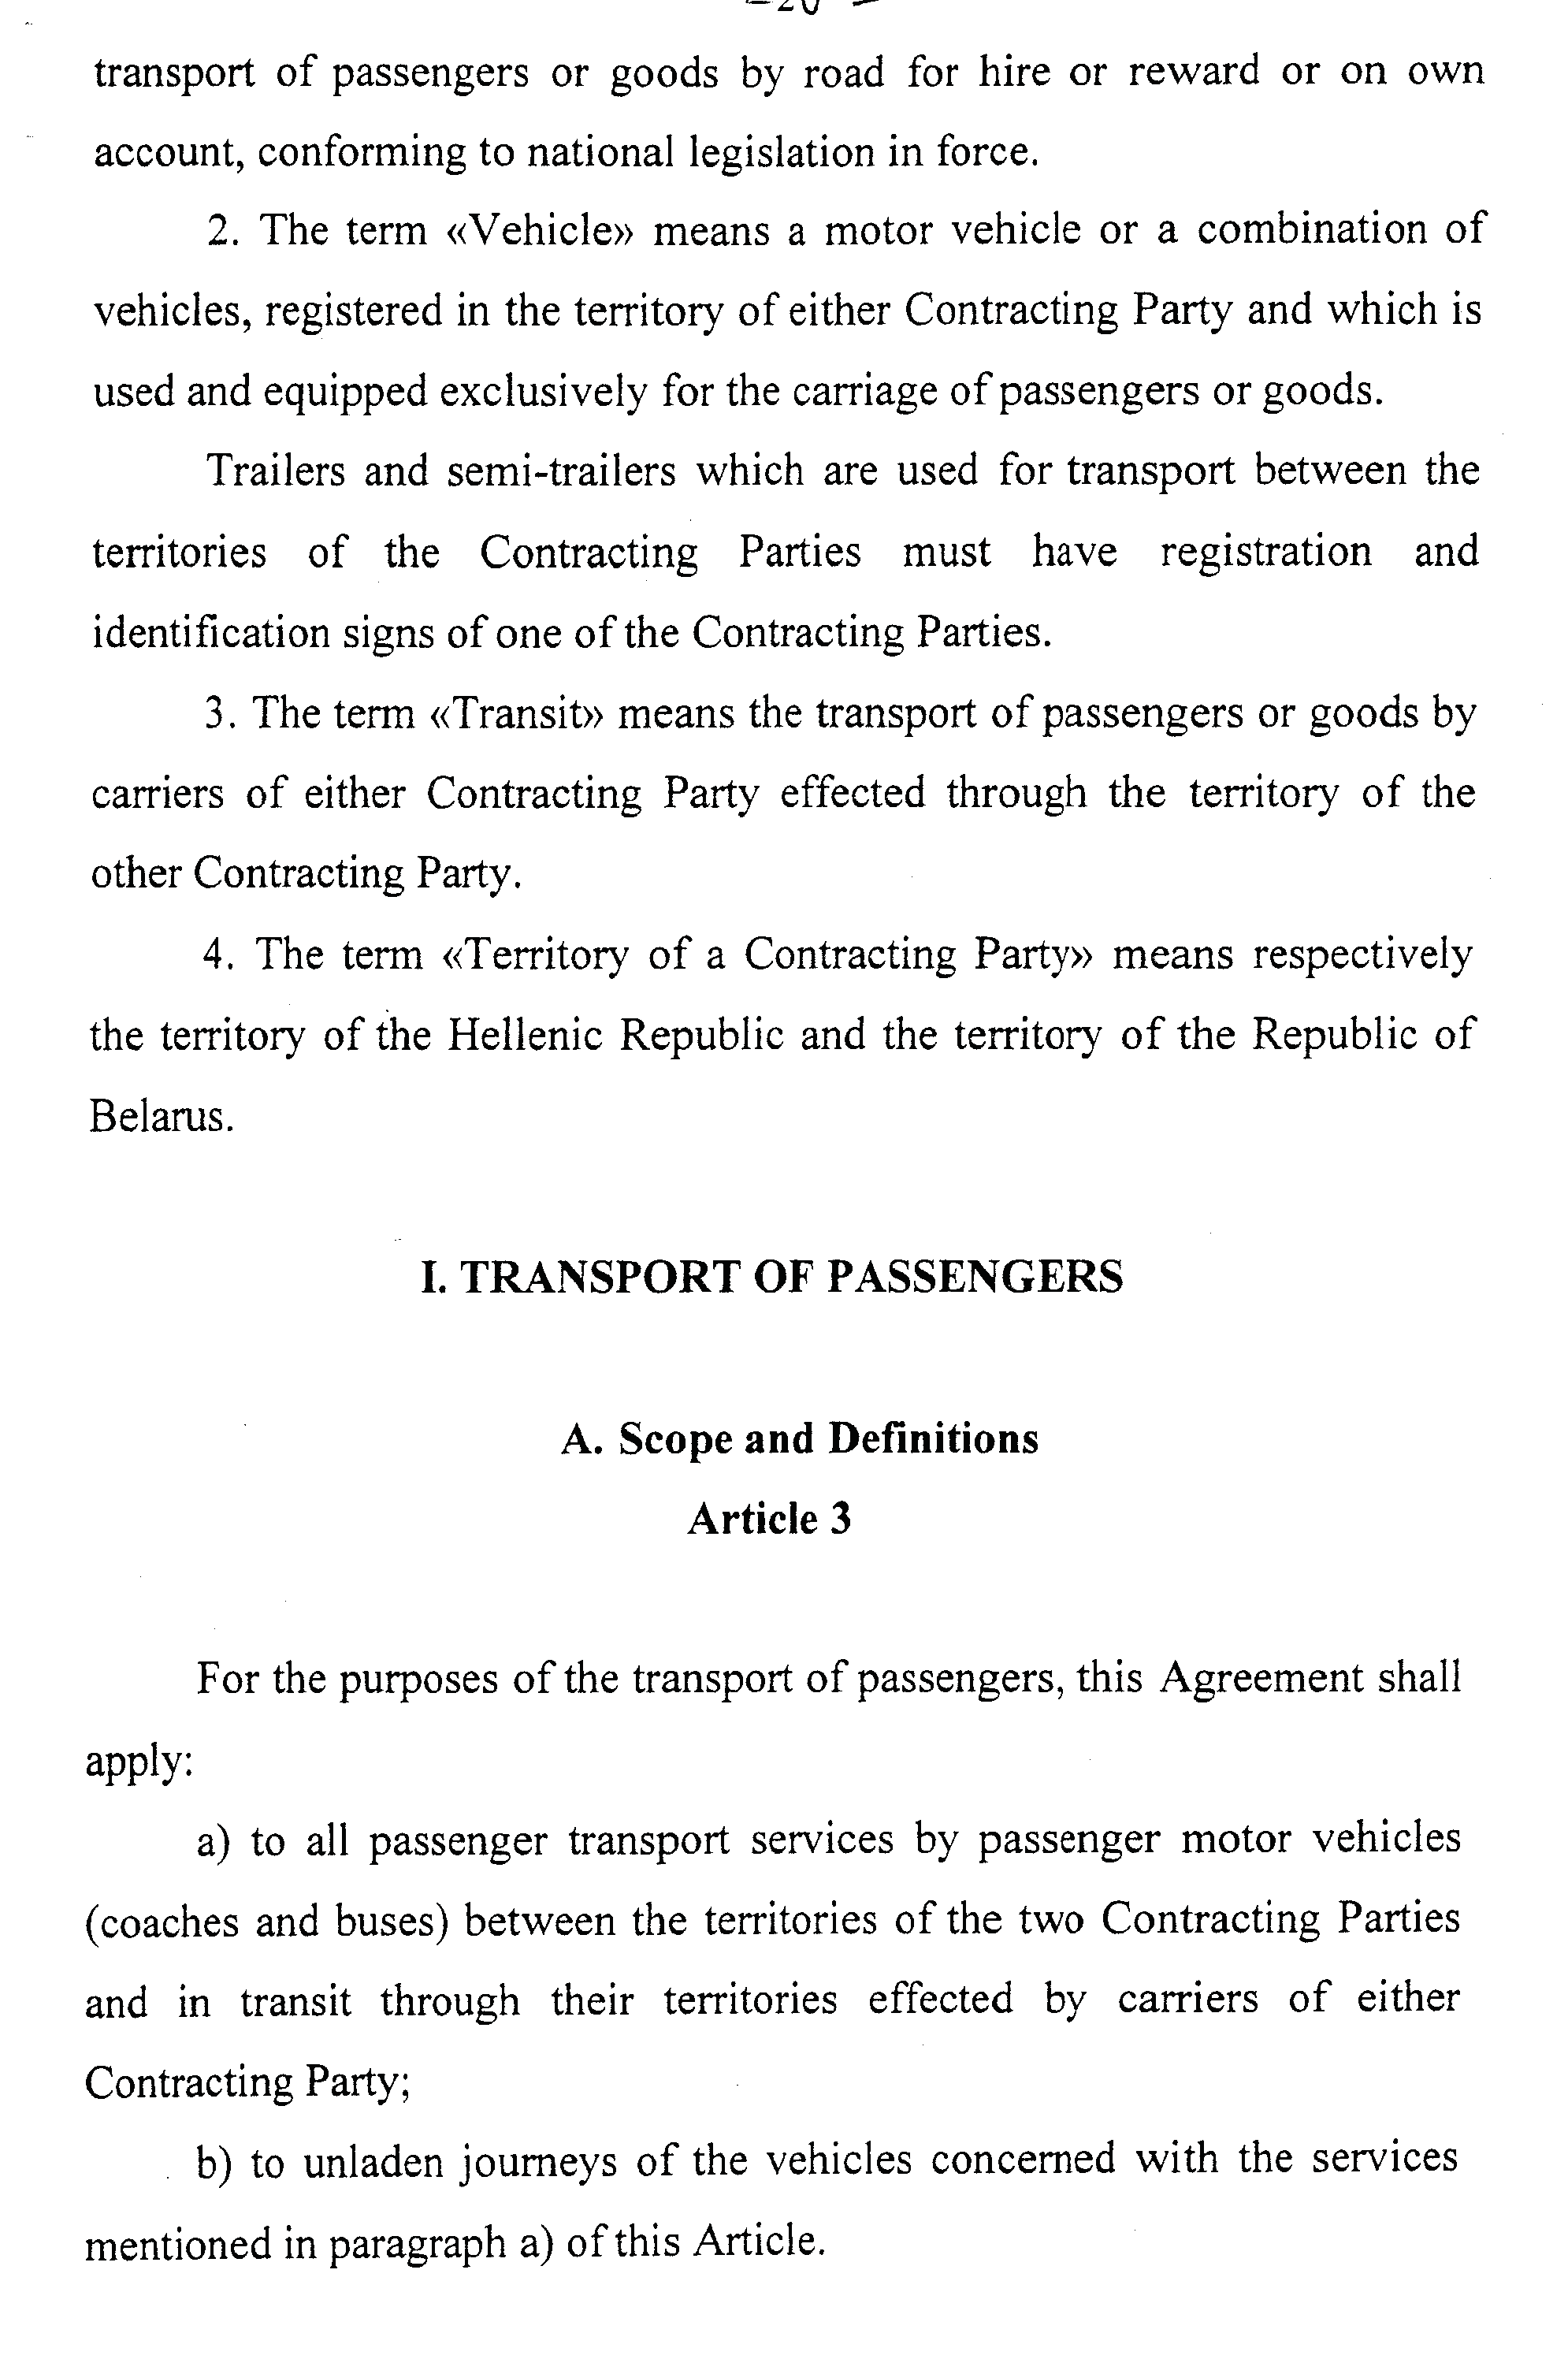 transport of passengers or goods by road for hire or reward or on own
account, conforming to national legislation in force.
2. The term «Vehicle» means a motor vehicle or a combination of
vehicles, registered in the territory of either Contracting Party and which is
used and equipped exclusively for the carriage of passengers or goods.
Trailers and semi-trailers which are used for transport between the
territories of the Contracting Parties must have registration and
identification signs of one of the Contracting Parties.
3. The term «Transit» means the transport of passengers or goods by
carriers of either Contracting Party effected through the territory of the
other Contracting Party.
4. The term «Territory of a Contracting Party» means respectively
the territory of the Hellenic Republic and the territory of the Republic of
Belarus.
I. TRANSPORT OF PASSENGERS
A. Scope and Definitions
Article 3
For the purposes of the transport of passengers, this Agreement shall
apply:
a) to all passenger transport services by passenger motor vehicles
(coaches and buses) between the territories of the two Contracting Parties
and in transit through their territories effected by carriers of either
Contracting Party;
b) to unladen journeys of the vehicles concerned with the services
mentioned in paragraph a) of this Article.